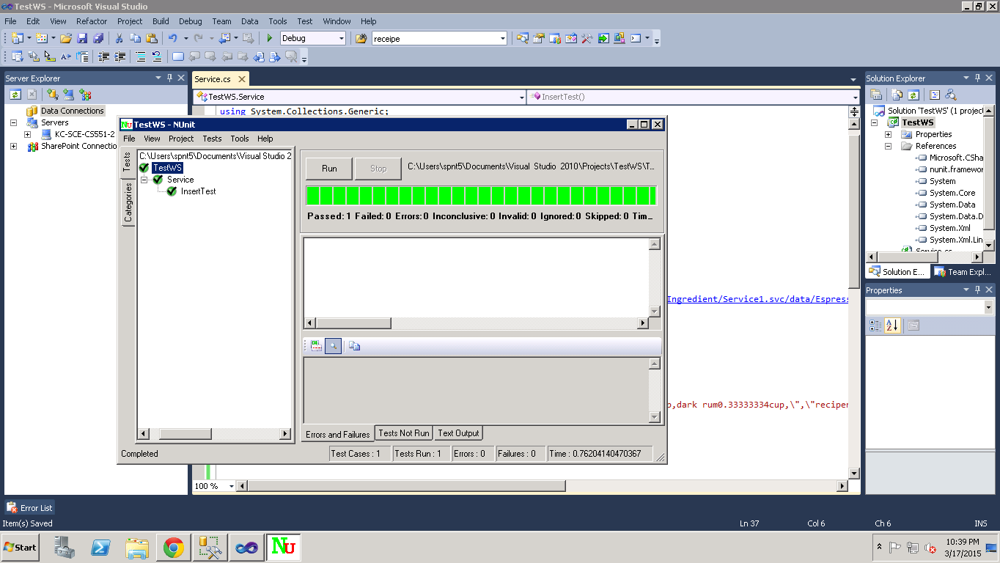 TestWS - Microsoft Visual Studio
File Edit View Refactor Project Build Debug Team Data Tools Test Window Help
Debug receipe
Server Explorer
Data Connections
Servers
KC-SCE-CS551-2
SharePoint Connectio
Service.cs
TestWS.Service InsertTest()
using System.Collections.Generic;
TestWS - NUnit
File View Project Tests Tools Help
Tests
Categories
C:\Users\spnt5\Documents\Visual Studio 2
TestWS
Service
InsertTest
Run Stop C:\Users\spnt5\Documents\Visual Studio 2010\Projects\TestWS\T...
Passed: 1 Failed: 0 Errors: 0 Inconclusive: 0 Invalid: 0 Ignored: 0 Skipped: 0 Tim...
Errors and Failures Tests Not Run Text Output
Completed Test Cases : 1 Tests Run : 1 Errors : 0 Failures : 0 Time : 0.76204140470367
Ingredient/Service1.svc/data/Espress
o,dark rum0.33333334cup,\",\"reciper
100 %
Solution Explorer
Solution 'TestWS' (1 project
TestWS
Properties
References
Microsoft.CSha
nunit.framewor
System
System.Core
System.Data
System.Data.D
System.Xml
System.Xml.Lin
Service.cs
Solution E... Team Expl...
Properties
Error List
Item(s) Saved Ln 37 Col 6 Ch 6 INS
Start 10:39 PM
3/17/2015